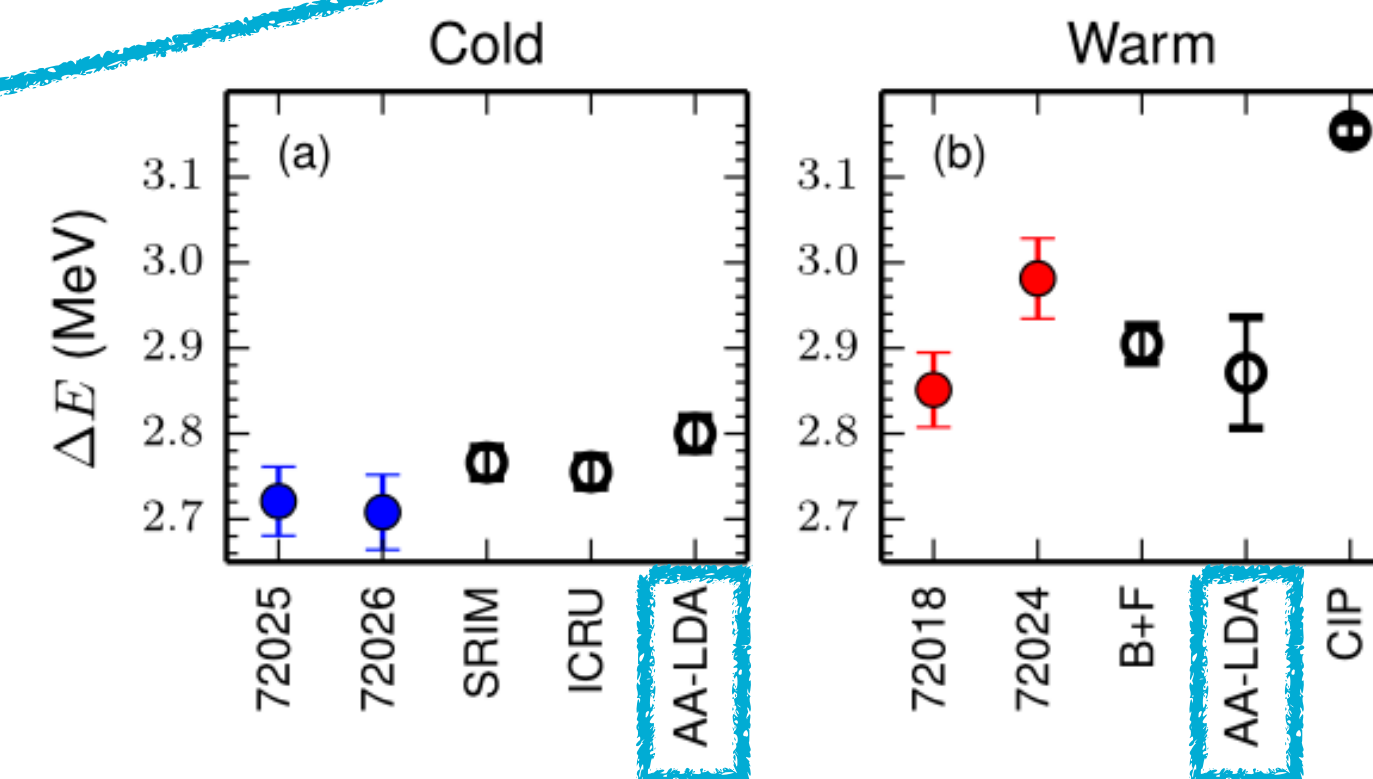 Cold
(a)
ΔE (MeV)
3.1
3.0
2.9
2.8
2.7
72025
72026
SRIM
ICRU
AA-LDA
Warm
(b)
3.1
3.0
2.9
2.8
2.7
72018
72024
B+F
AA-LDA
CIP